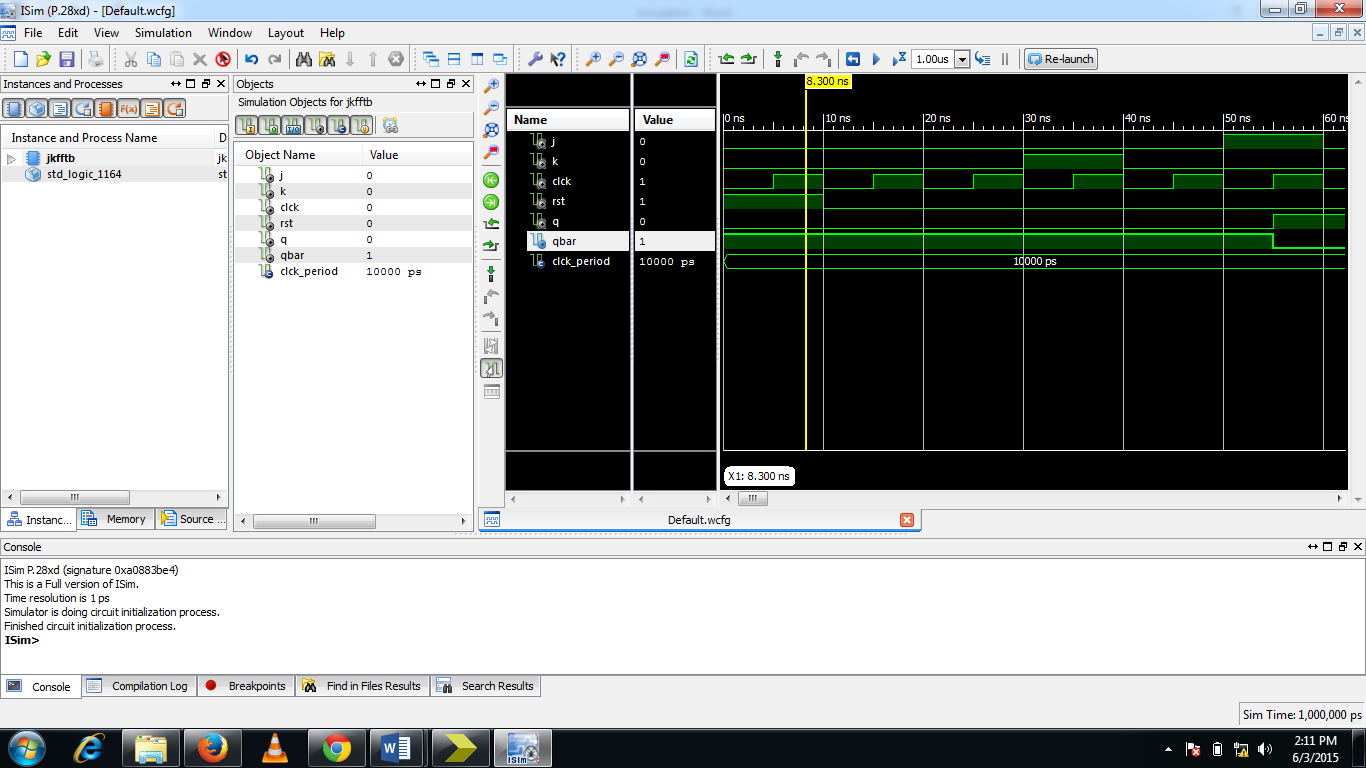 ISim (P.28xd) - [Default.wcfg]
File Edit View Simulation Window Layout Help
1.00us Re-launch
Instances and Processes
Instance and Process Name D
jkfftb jk
std_logic_1164 st
Instanc... Memory Source ...
Objects
Simulation Objects for jkfftb
Object Name Value
j 0
k 0
clck 0
rst 0
q 0
qbar 1
clck_period 10000 ps
Name Value
j 0
k 0
clck 1
rst 1
q 0
qbar 1
clck_period 10000 ps
8.300 ns
0 ns 10 ns 20 ns 30 ns 40 ns 50 ns 60 ns
10000 ps
X1: 8.300 ns
Default.wcfg
Console
ISim P.28xd (signature 0xa0883be4)
This is a Full version of ISim.
Time resolution is 1 ps
Simulator is doing circuit initialization process.
Finished circuit initialization process.
ISim>
Console Compilation Log Breakpoints Find in Files Results Search Results
Sim Time: 1,000,000 ps
ISim
2:11 PM
6/3/2015